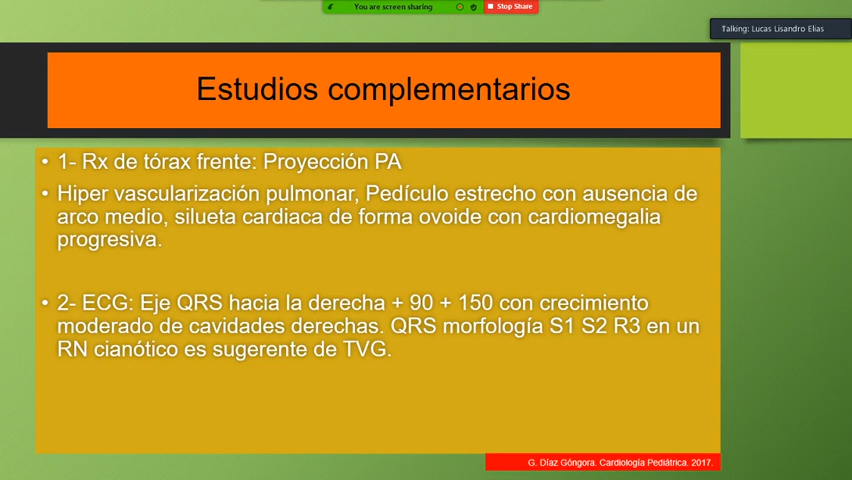 You are screen sharing
Stop Share
Talking: Lucas Lisandro Elias
Estudios complementarios
• 1- Rx de tórax frente: Proyección PA
• Hiper vascularización pulmonar, Pedículo estrecho con ausencia de
arco medio, silueta cardiaca de forma ovoide con cardiomegalia
progresiva.
• 2- ECG: Eje QRS hacia la derecha + 90 + 150 con crecimiento
moderado de cavidades derechas. QRS morfología S1 S2 R3 en un
RN cianótico es sugerente de TVG.
G. Díaz Góngora. Cardiología Pediátrica. 2017.